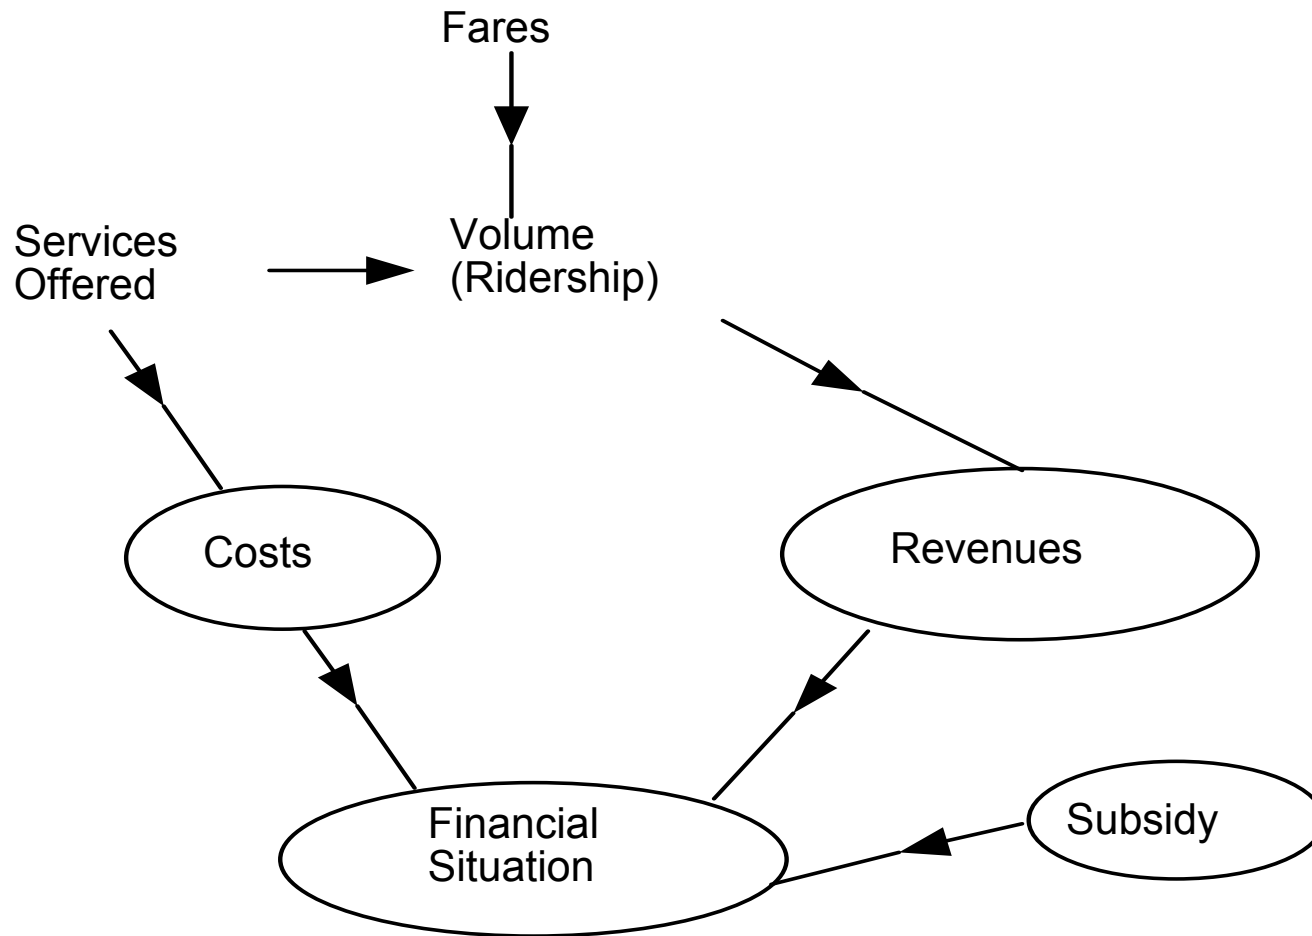 Fares
Services
Offered
Volume
(Ridership)
Costs
Revenues
Financial
Situation
Subsidy